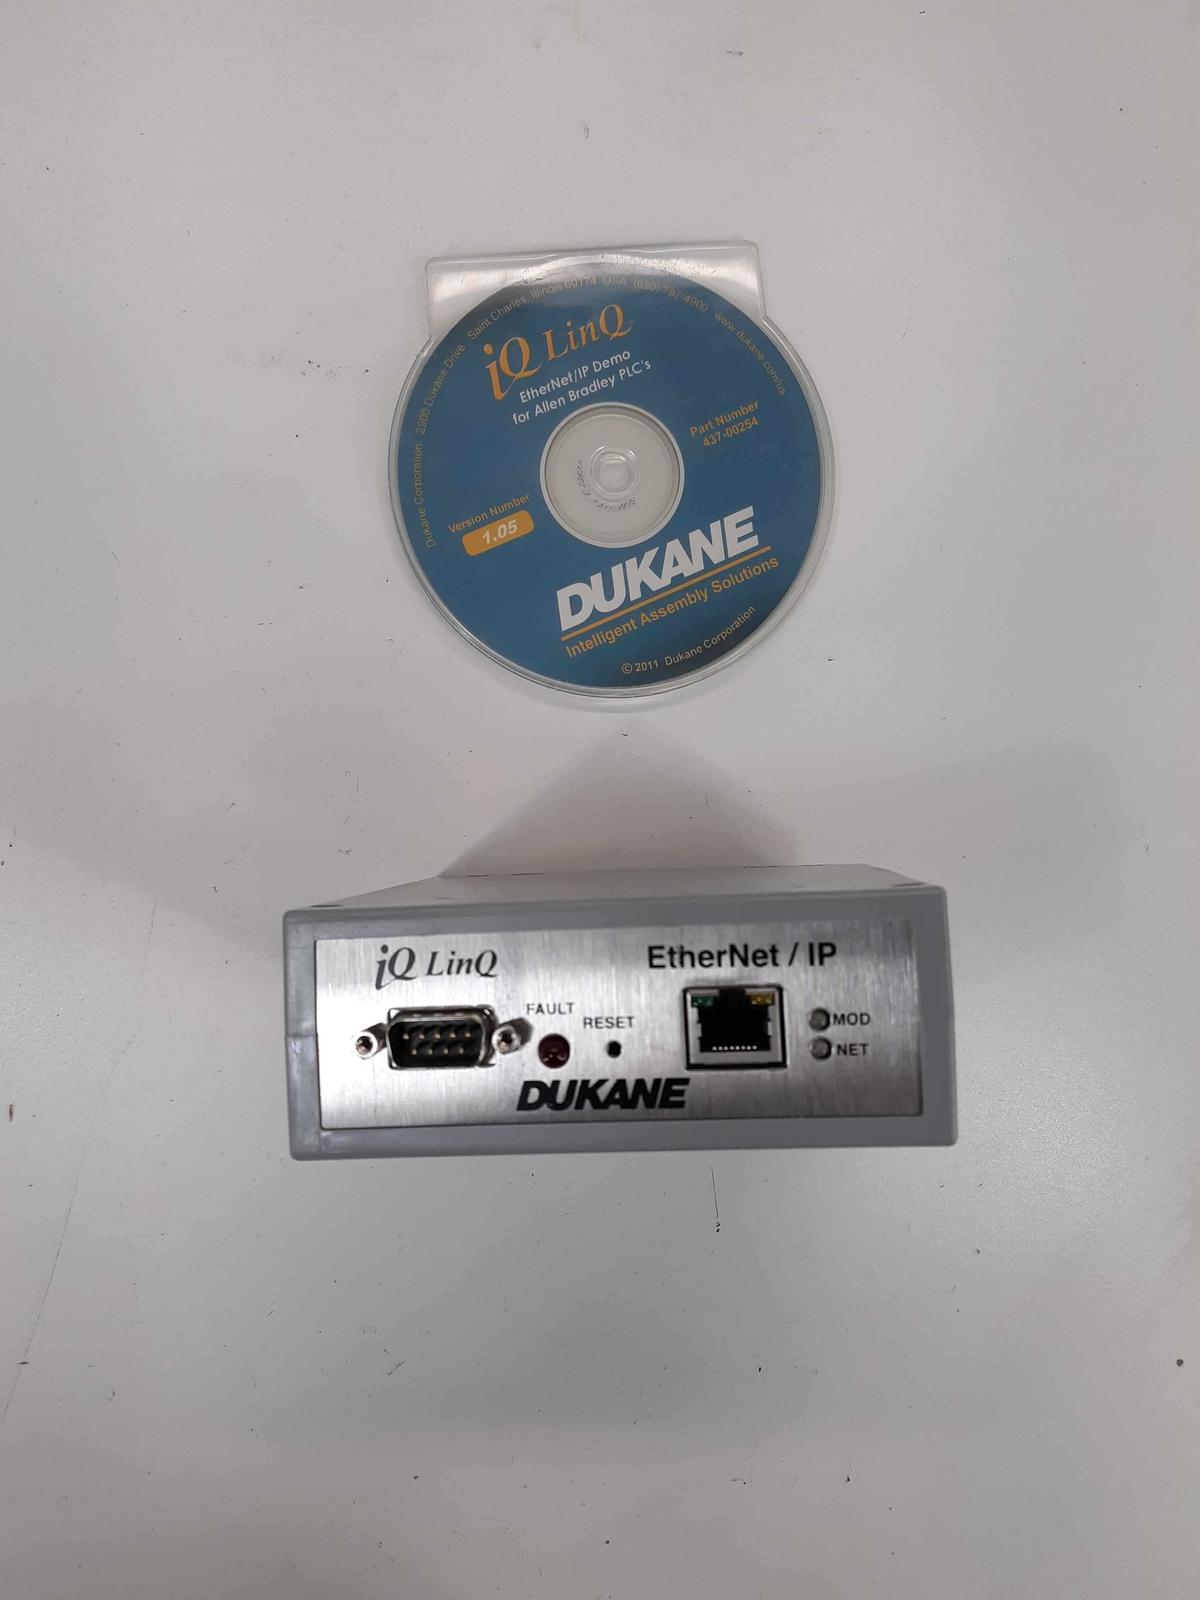 Dukane Corporation 2900 Dukane Drive Saint Charles Illinois 60174 USA (630) 797-4900 www.dukane.com/us
iQ LinQ
EtherNet/IP Demo
for Allen Bradley PLC's
Part Number
437-00254
Version Number
1.05
DUKANE
Intelligent Assembly Solutions
© 2011 Dukane Corporation
iQ LinQ
EtherNet / IP
FAULT
RESET
MOD
NET
DUKANE